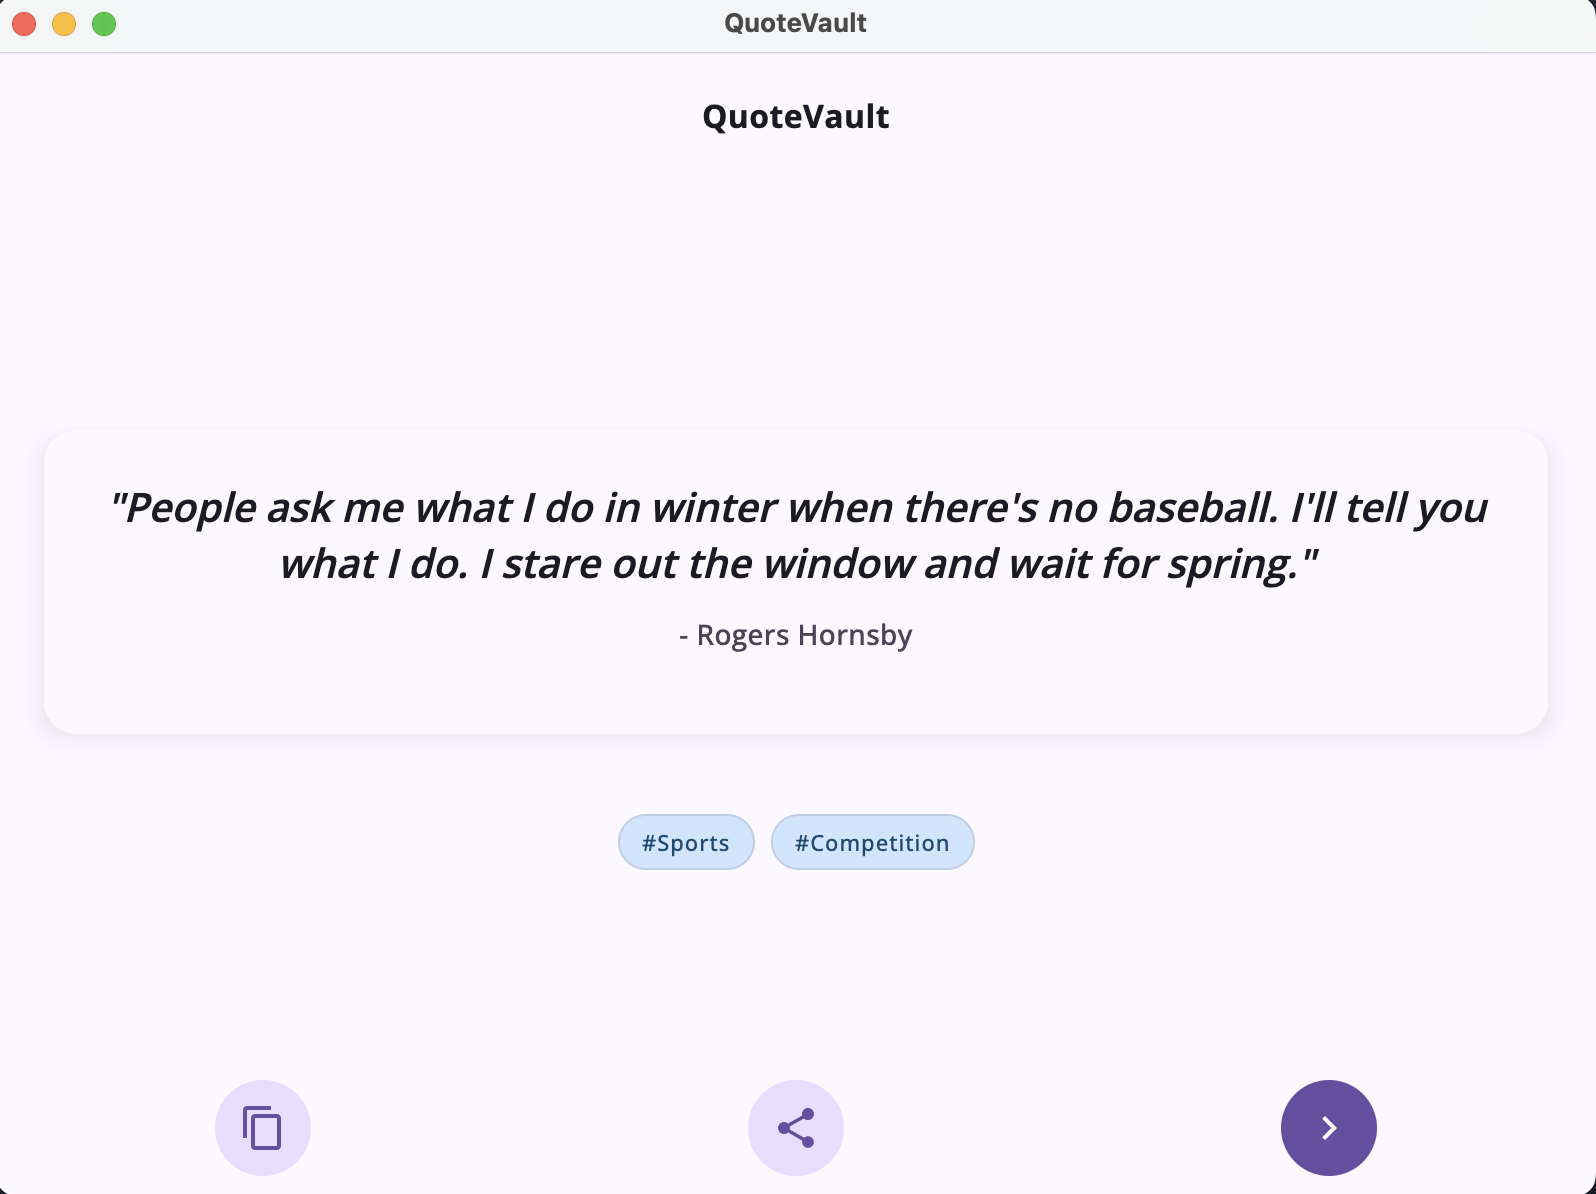 QuoteVault
QuoteVault
"People ask me what I do in winter when there's no baseball. I'll tell you
what I do. I stare out the window and wait for spring."
- Rogers Hornsby
#Sports
#Competition